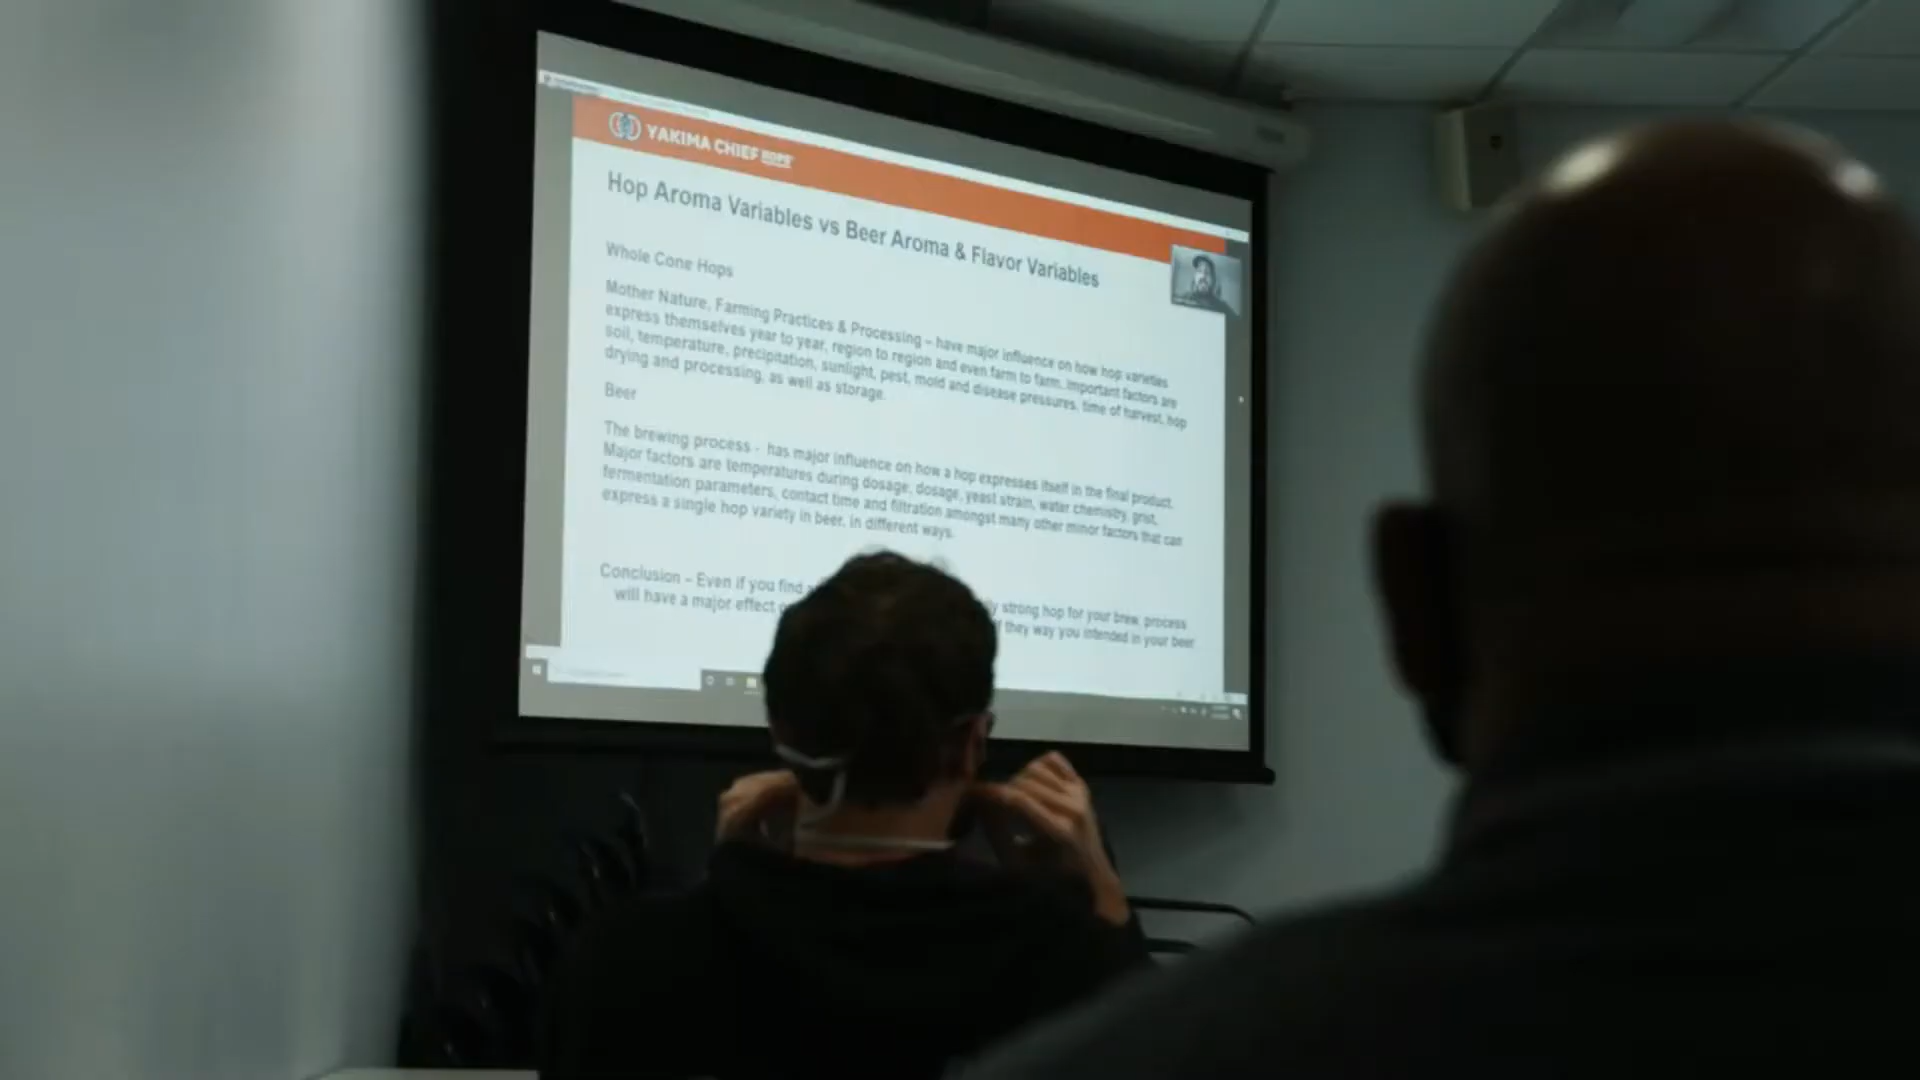 YAKIMA CHIEF HOPS
Hop Aroma Variables vs Beer Aroma & Flavor Variables
Whole Cone Hops
Mother Nature, Farming Practices & Processing – have major influence on how hop varieties
express themselves year to year, region to region and even farm to farm. Important factors are
soil, temperature, precipitation, sunlight, pest, mold and disease pressures, time of harvest, hop
drying and processing, as well as storage.
Beer
The brewing process - has major influence on how a hop expresses itself in the final product.
Major factors are temperatures during dosage, dosage, yeast strain, water chemistry, grist,
fermentation parameters, contact time and filtration amongst many other minor factors that can
express a single hop variety in beer, in different ways.
Conclusion – Even if you find strong hop for your brew, process
will have a major effect they way you intended in your beer